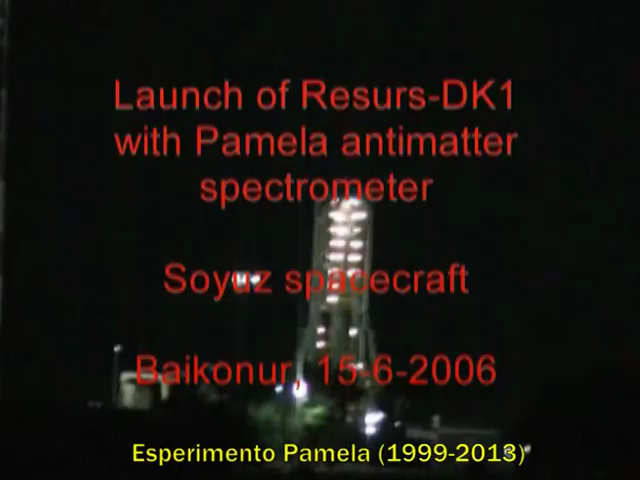 Launch of Resurs-DK1
with Pamela antimatter
spectrometer
Soyuz spacecraft
Baikonur, 15-6-2006
Esperimento Pamela (1999-2013)